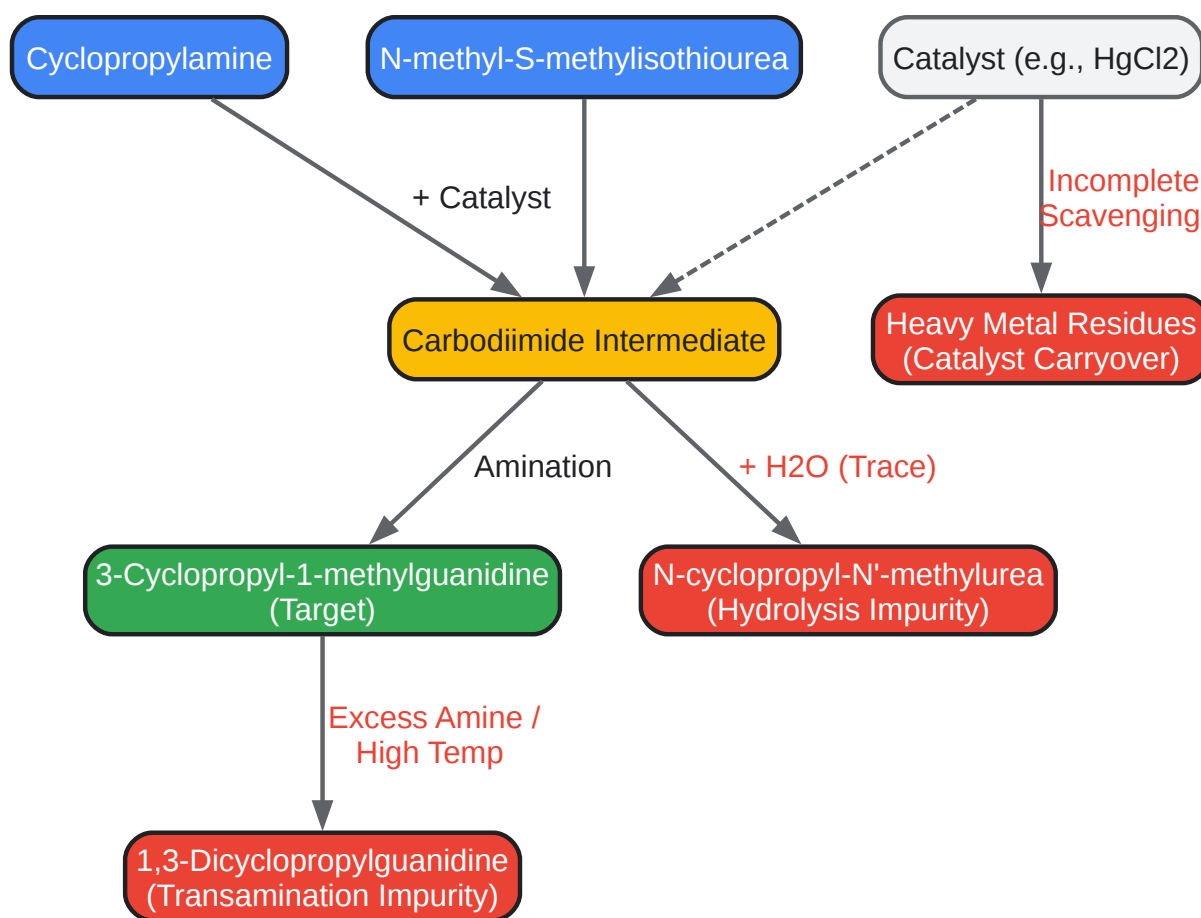 Cyclopropylamine
N-methyl-S-methylisothiourea
Catalyst (e.g., HgCl2)
+ Catalyst
Incomplete
Scavenging
Carbodiimide Intermediate
Heavy Metal Residues
(Catalyst Carryover)
Amination
+ H2O (Trace)
3-Cyclopropyl-1-methylguanidine
(Target)
N-cyclopropyl-N'-methylurea
(Hydrolysis Impurity)
Excess Amine /
High Temp
1,3-Dicyclopropylguanidine
(Transamination Impurity)